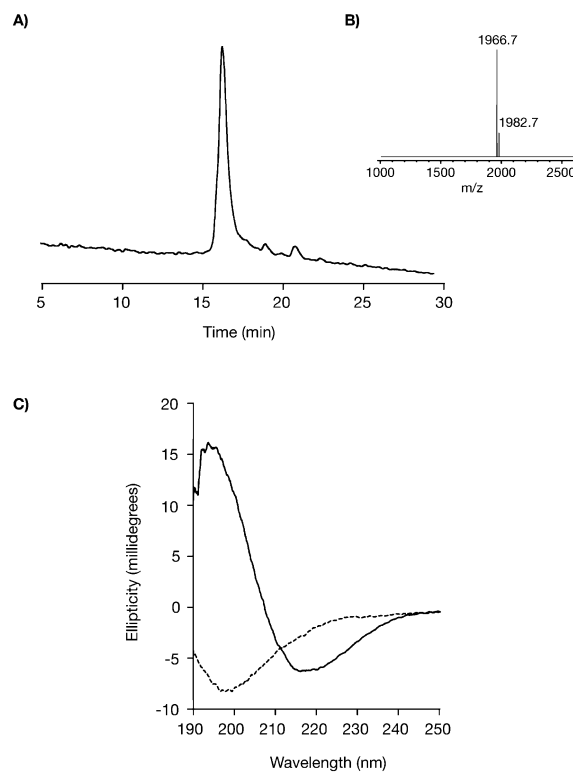 A)
5 10 15 20 25 30
Time (min)
B)
1966.7
1982.7
1000 1500 2000 2500
m/z
C)
20
15
10
5
0
-5
-10
Ellipticity (millidegrees)
190 200 210 220 230 240 250
Wavelength (nm)